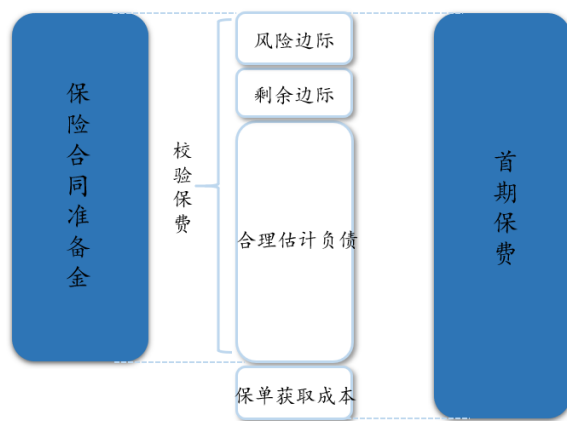 保险合同准备金
校验保费
风险边际
剩余边际
合理估计负债
保单获取成本
首期保费